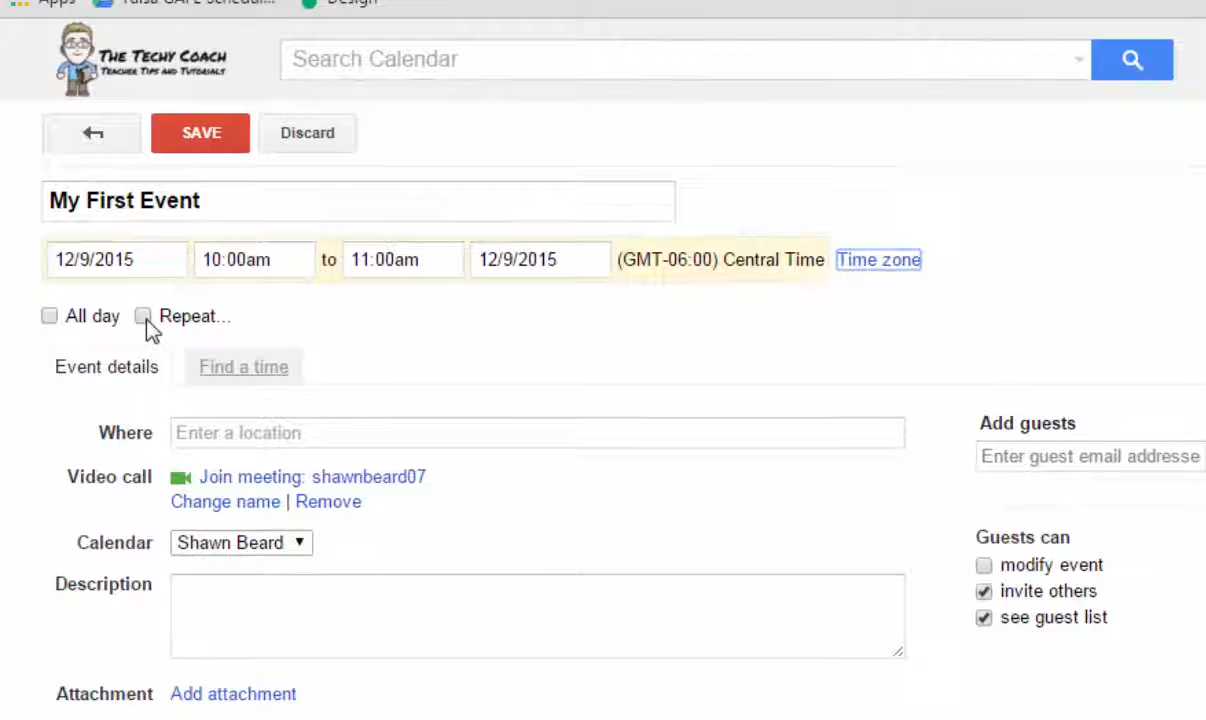 Apps Tulsa GAFE Schedul... Design
THE TECHY COACH
TEACHER TIPS AND TUTORIALS
Search Calendar
SAVE Discard
My First Event
12/9/2015 10:00am to 11:00am 12/9/2015 (GMT-06:00) Central Time Time zone
All day Repeat...
Event details Find a time
Where Enter a location
Add guests
Enter guest email addresse
Video call Join meeting: shawnbeard07
Change name | Remove
Calendar Shawn Beard
Description
Guests can
modify event
invite others
see guest list
Attachment Add attachment